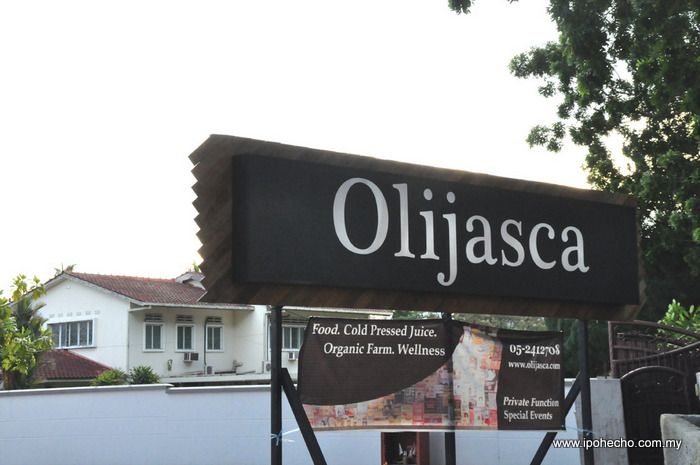 Olijasca
Food. Cold Pressed Juice.
Organic Farm. Wellness
05-2412708
www.olijasca.com
Private Function
Special Events
www.ipohecho.com.my